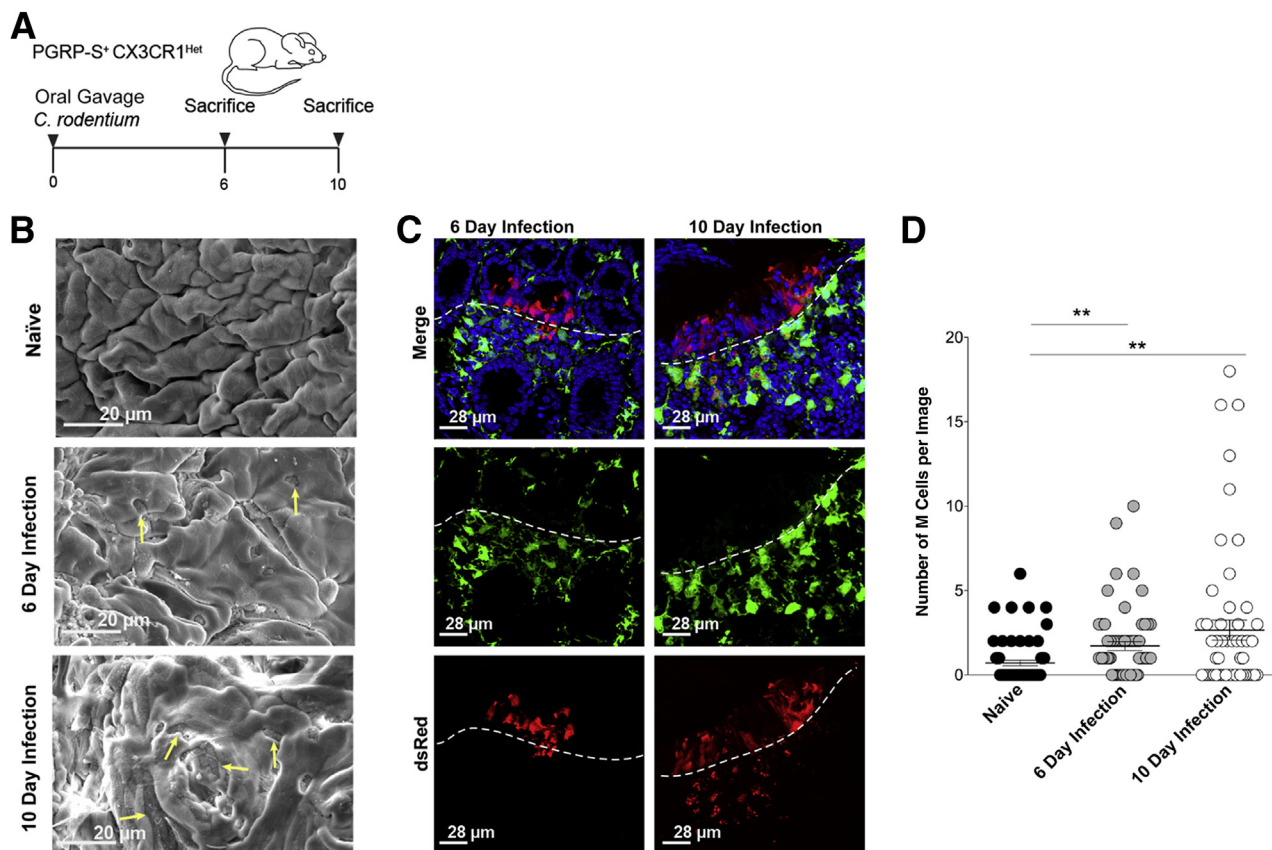 A
PGRP-S+ CX3CR1Het
Oral Gavage
C. rodentium
Sacrifice
Sacrifice
0
6
10
B
Naïve
20 µm
6 Day Infection
20 µm
10 Day Infection
20 µm
C
6 Day Infection
10 Day Infection
Merge
28 µm
28 µm
28 µm
28 µm
dsRed
28 µm
28 µm
D
**
**
Number of M Cells per Image
20
15
10
5
0
Naive
6 Day Infection
10 Day Infection